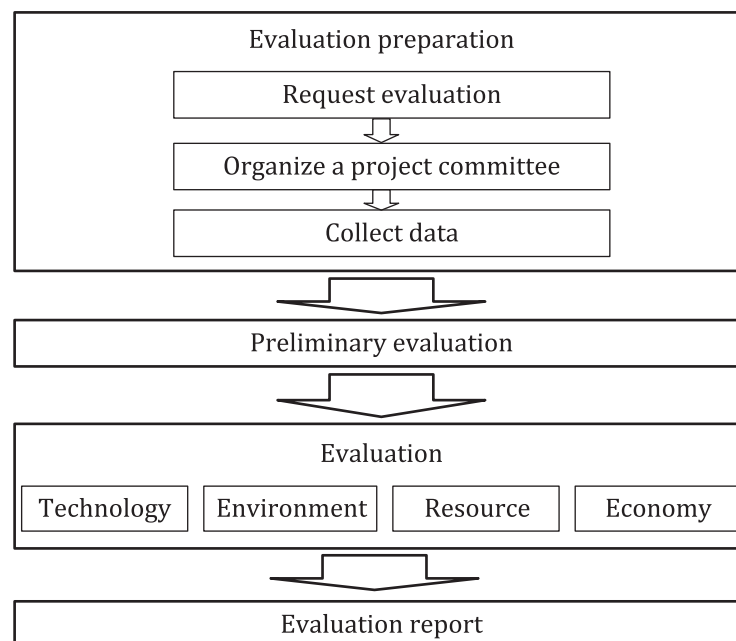 Evaluation preparation
Request evaluation
Organize a project committee
Collect data
Preliminary evaluation
Evaluation
Technology Environment Resource Economy
Evaluation report